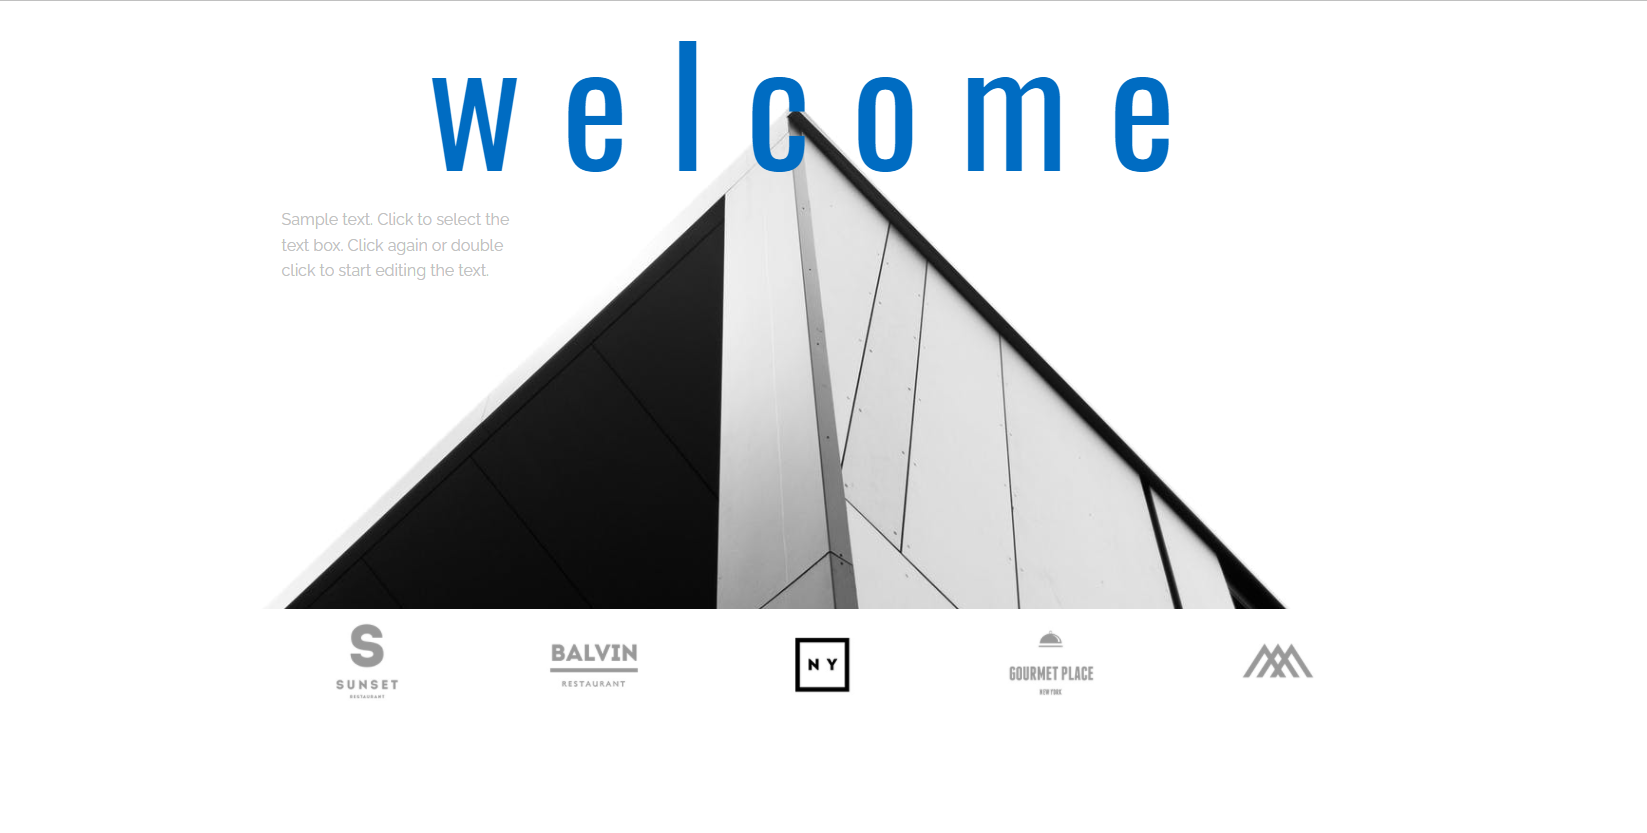 welcome
Sample text. Click to select the
text box. Click again or double
click to start editing the text.
S
SUNSET
RESTAURANT
BALVIN
RESTAURANT
NY
GOURMET PLACE
NEW YORK